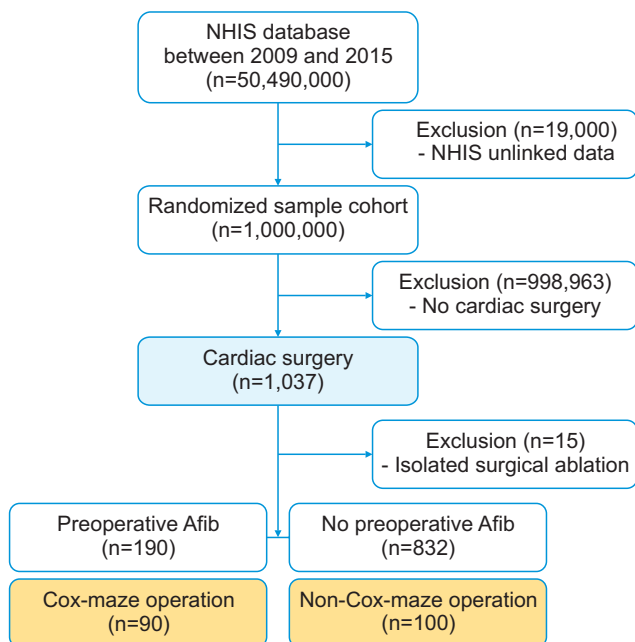 NHIS database
between 2009 and 2015
(n=50,490,000)
Exclusion (n=19,000)
- NHIS unlinked data
Randomized sample cohort
(n=1,000,000)
Exclusion (n=998,963)
- No cardiac surgery
Cardiac surgery
(n=1,037)
Exclusion (n=15)
- Isolated surgical ablation
Preoperative Afib
(n=190)
No preoperative Afib
(n=832)
Cox-maze operation
(n=90)
Non-Cox-maze operation
(n=100)